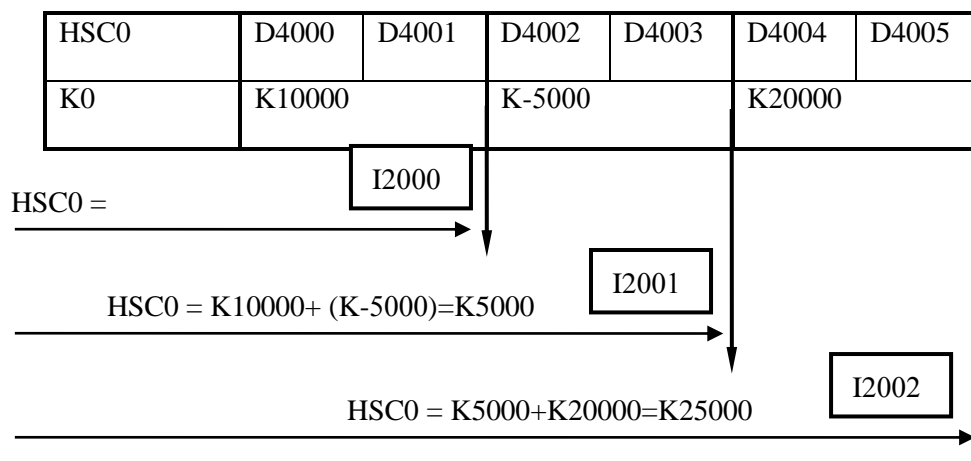 HSC0 D4000 D4001 D4002 D4003 D4004 D4005
K0 K10000 K-5000 K20000
I2000
HSC0 =
I2001
HSC0 = K10000+ (K-5000)=K5000
I2002
HSC0 = K5000+K20000=K25000